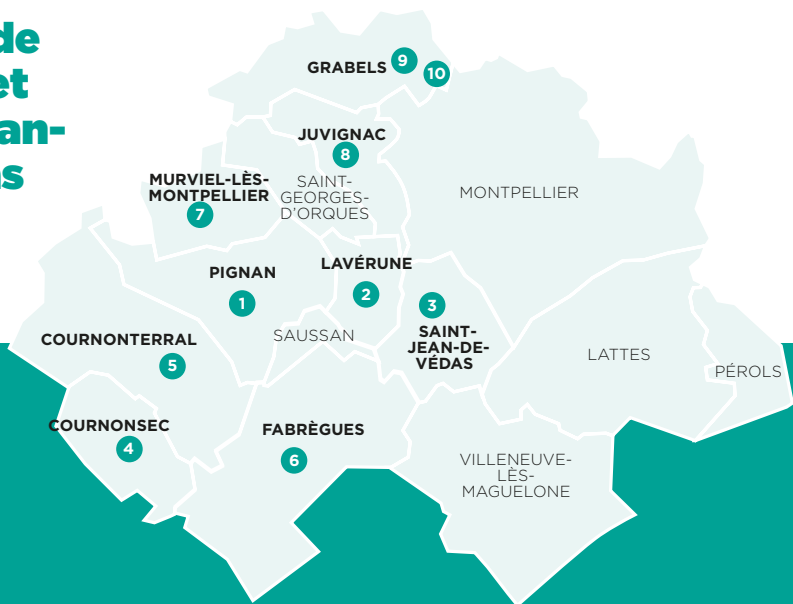 de
et
an-
s
GRABELS 9
10
JUVIGNAC
8
MURVIEL-LÈS-
MONTPELLIER
7
SAINT-
GEORGES-
D'ORQUES
MONTPELLIER
PIGNAN
1
LAVÉRUNE
2
3
SAINT-
JEAN-DE-
VÉDAS
SAUSSAN
COURNONTERRAL
5
LATTES
PÉROLS
COURNONSEC
4
FABRÈGUES
6
VILLENEUVE-
LÈS-
MAGUELONE